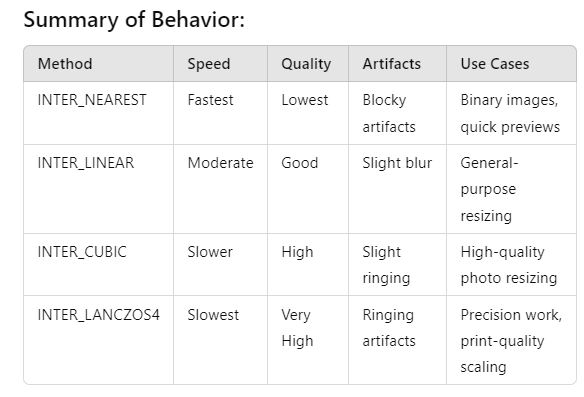 Summary of Behavior:
Method Speed Quality Artifacts Use Cases
INTER_NEAREST Fastest Lowest Blocky Binary images,
artifacts quick previews
INTER_LINEAR Moderate Good Slight blur General-
purpose
resizing
INTER_CUBIC Slower High Slight High-quality
ringing photo resizing
INTER_LANCZOS4 Slowest Very Ringing Precision work,
High artifacts print-quality
scaling